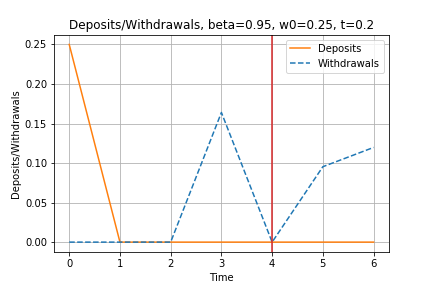 Deposits/Withdrawals, beta=0.95, w0=0.25, t=0.2
Deposits
Withdrawals
Deposits/Withdrawals
0.25
0.20
0.15
0.10
0.05
0.00
0 1 2 3 4 5 6
Time